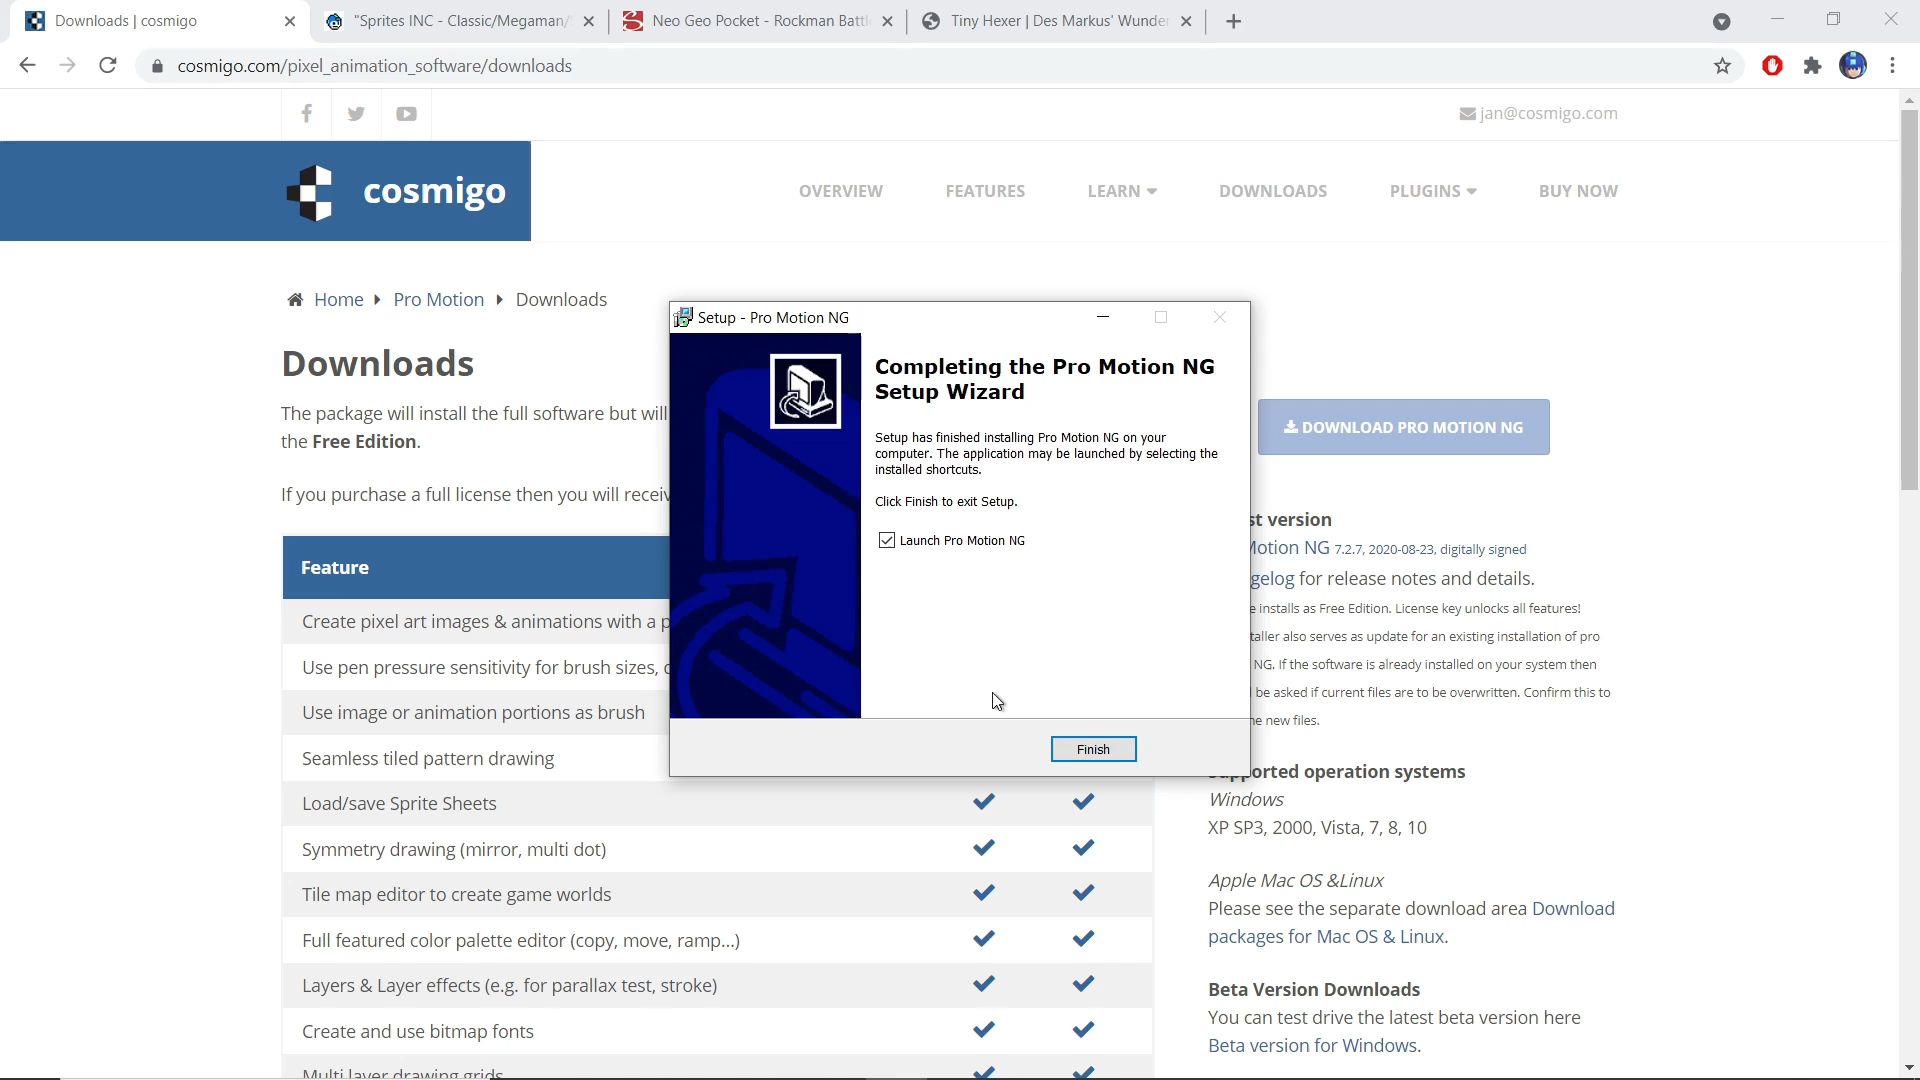 Downloads | cosmigo
"Sprites INC - Classic/Megaman/
Neo Geo Pocket - Rockman Battl
Tiny Hexer | Des Markus' Wunder
cosmigo.com/pixel_animation_software/downloads
jan@cosmigo.com
cosmigo
OVERVIEW
FEATURES
LEARN
DOWNLOADS
PLUGINS
BUY NOW
Home
Pro Motion
Downloads
Setup - Pro Motion NG
Completing the Pro Motion NG
Setup Wizard
Setup has finished installing Pro Motion NG on your
computer. The application may be launched by selecting the
installed shortcuts.
Click Finish to exit Setup.
Launch Pro Motion NG
Finish
Downloads
The package will install the full software but will
the Free Edition.
If you purchase a full license then you will receiv
DOWNLOAD PRO MOTION NG
Feature
Create pixel art images & animations with a p
Use pen pressure sensitivity for brush sizes,
Use image or animation portions as brush
Seamless tiled pattern drawing
Load/save Sprite Sheets
Symmetry drawing (mirror, multi dot)
Tile map editor to create game worlds
Full featured color palette editor (copy, move, ramp...)
Layers & Layer effects (e.g. for parallax test, stroke)
Create and use bitmap fonts
Multi layer drawing grids
st version
Motion NG 7.2.7, 2020-08-23, digitally signed
gelog for release notes and details.
e installs as Free Edition. License key unlocks all features!
taller also serves as update for an existing installation of pro
NG. If the software is already installed on your system then
be asked if current files are to be overwritten. Confirm this to
he new files.
Supported operation systems
Windows
XP SP3, 2000, Vista, 7, 8, 10
Apple Mac OS &Linux
Please see the separate download area Download
packages for Mac OS & Linux.
Beta Version Downloads
You can test drive the latest beta version here
Beta version for Windows.